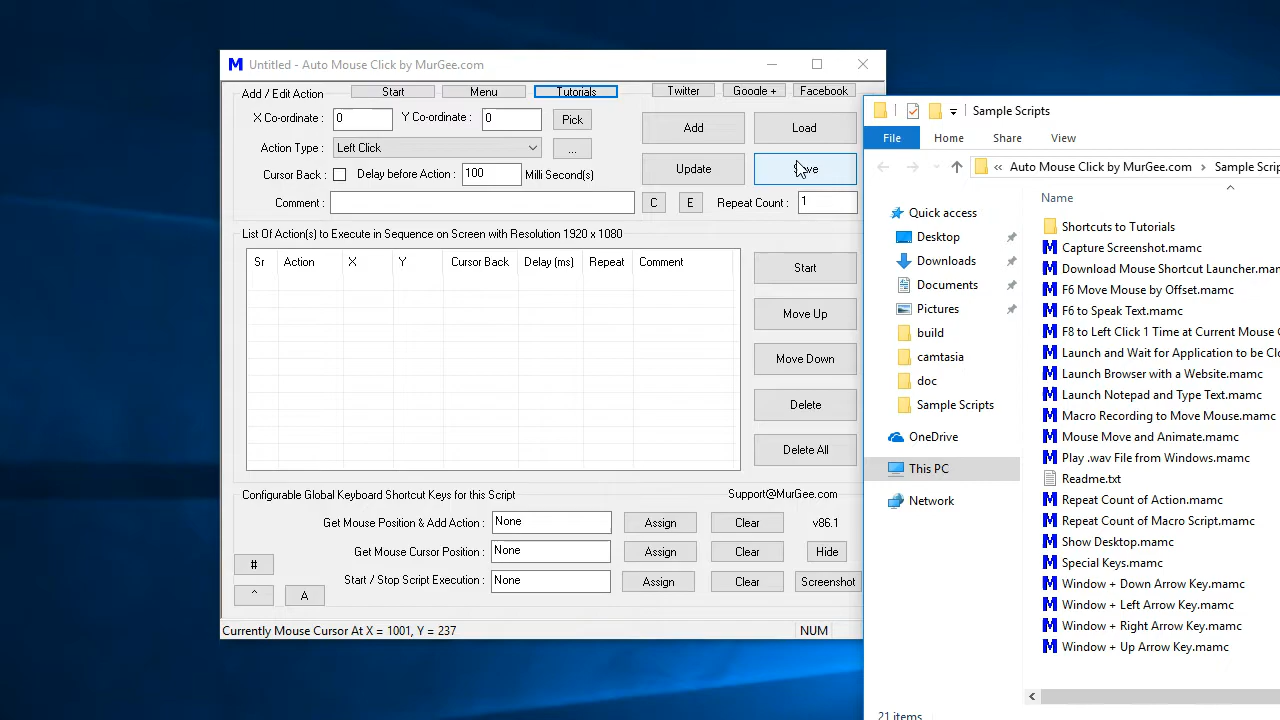 Untitled - Auto Mouse Click by MurGee.com
Add / Edit Action
Start
Menu
Tutorials
Twitter
Google +
Facebook
X Co-ordinate :
0
Y Co-ordinate :
0
Pick
Add
Load
Action Type :
Left Click
...
Cursor Back :
Delay before Action :
100
Milli Second(s)
Update
Comment :
C
E
Repeat Count :
1
List Of Action(s) to Execute in Sequence on Screen with Resolution 1920 x 1080
Sr
Action
X
Y
Cursor Back
Delay (ms)
Repeat
Comment
Start
Move Up
Move Down
Delete
Delete All
Configurable Global Keyboard Shortcut Keys for this Script
Support@MurGee.com
Get Mouse Position & Add Action :
None
Assign
Clear
v86.1
Get Mouse Cursor Position :
None
Assign
Clear
Hide
#
Start / Stop Script Execution :
None
Assign
Clear
Screenshot
^
A
Currently Mouse Cursor At X = 1001, Y = 237
NUM
Sample Scripts
File
Home
Share
View
« Auto Mouse Click by MurGee.com > Sample
Quick access
Desktop
Downloads
Documents
Pictures
build
camtasia
doc
Sample Scripts
OneDrive
This PC
Network
Name
Shortcuts to Tutorials
Capture Screenshot.mamc
Download Mouse Shortcut Launcher.mam
F6 Move Mouse by Offset.mamc
F6 to Speak Text.mamc
F8 to Left Click 1 Time at Current Mouse
Launch and Wait for Application to be
Launch Browser with a Website.mamc
Launch Notepad and Type Text.mamc
Macro Recording to Move Mouse.mamc
Mouse Move and Animate.mamc
Play .wav File from Windows.mamc
Readme.txt
Repeat Count of Action.mamc
Repeat Count of Macro Script.mamc
Show Desktop.mamc
Special Keys.mamc
Window + Down Arrow Key.mamc
Window + Left Arrow Key.mamc
Window + Right Arrow Key.mamc
Window + Up Arrow Key.mamc
21 items